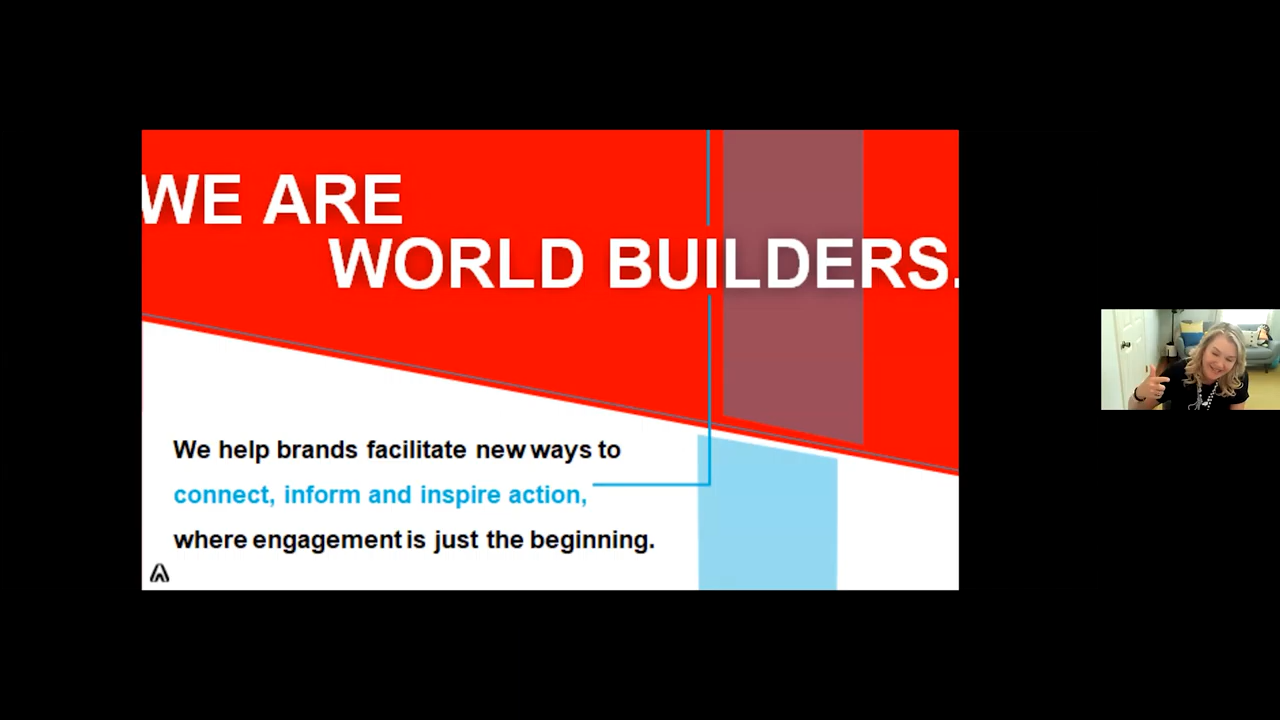 WE ARE
WORLD BUILDERS.
We help brands facilitate new ways to
connect, inform and inspire action,
where engagement is just the beginning.